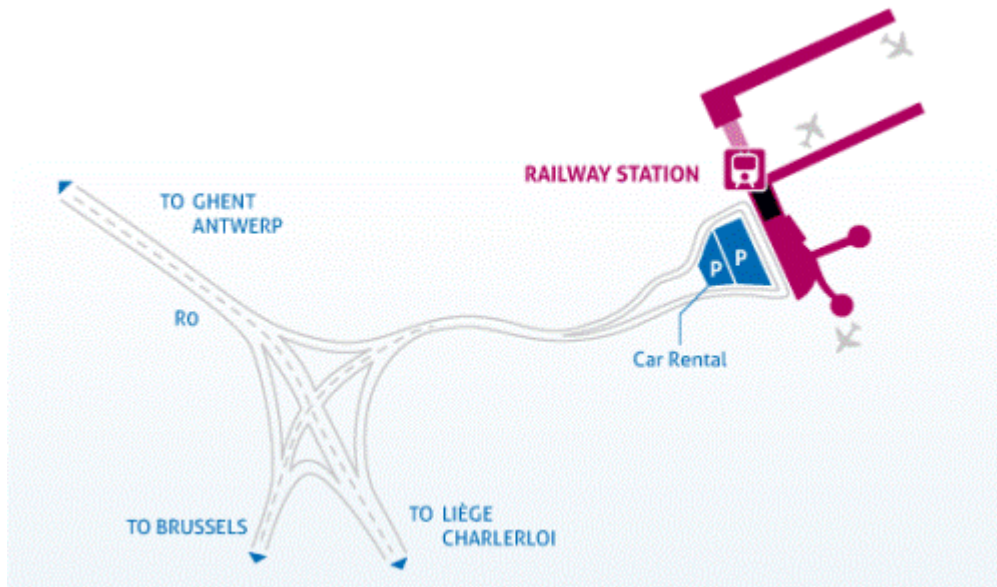 RAILWAY STATION
TO GHENT
ANTWERP
P
P
R0
Car Rental
TO BRUSSELS
TO LIÈGE
CHARLERLOI